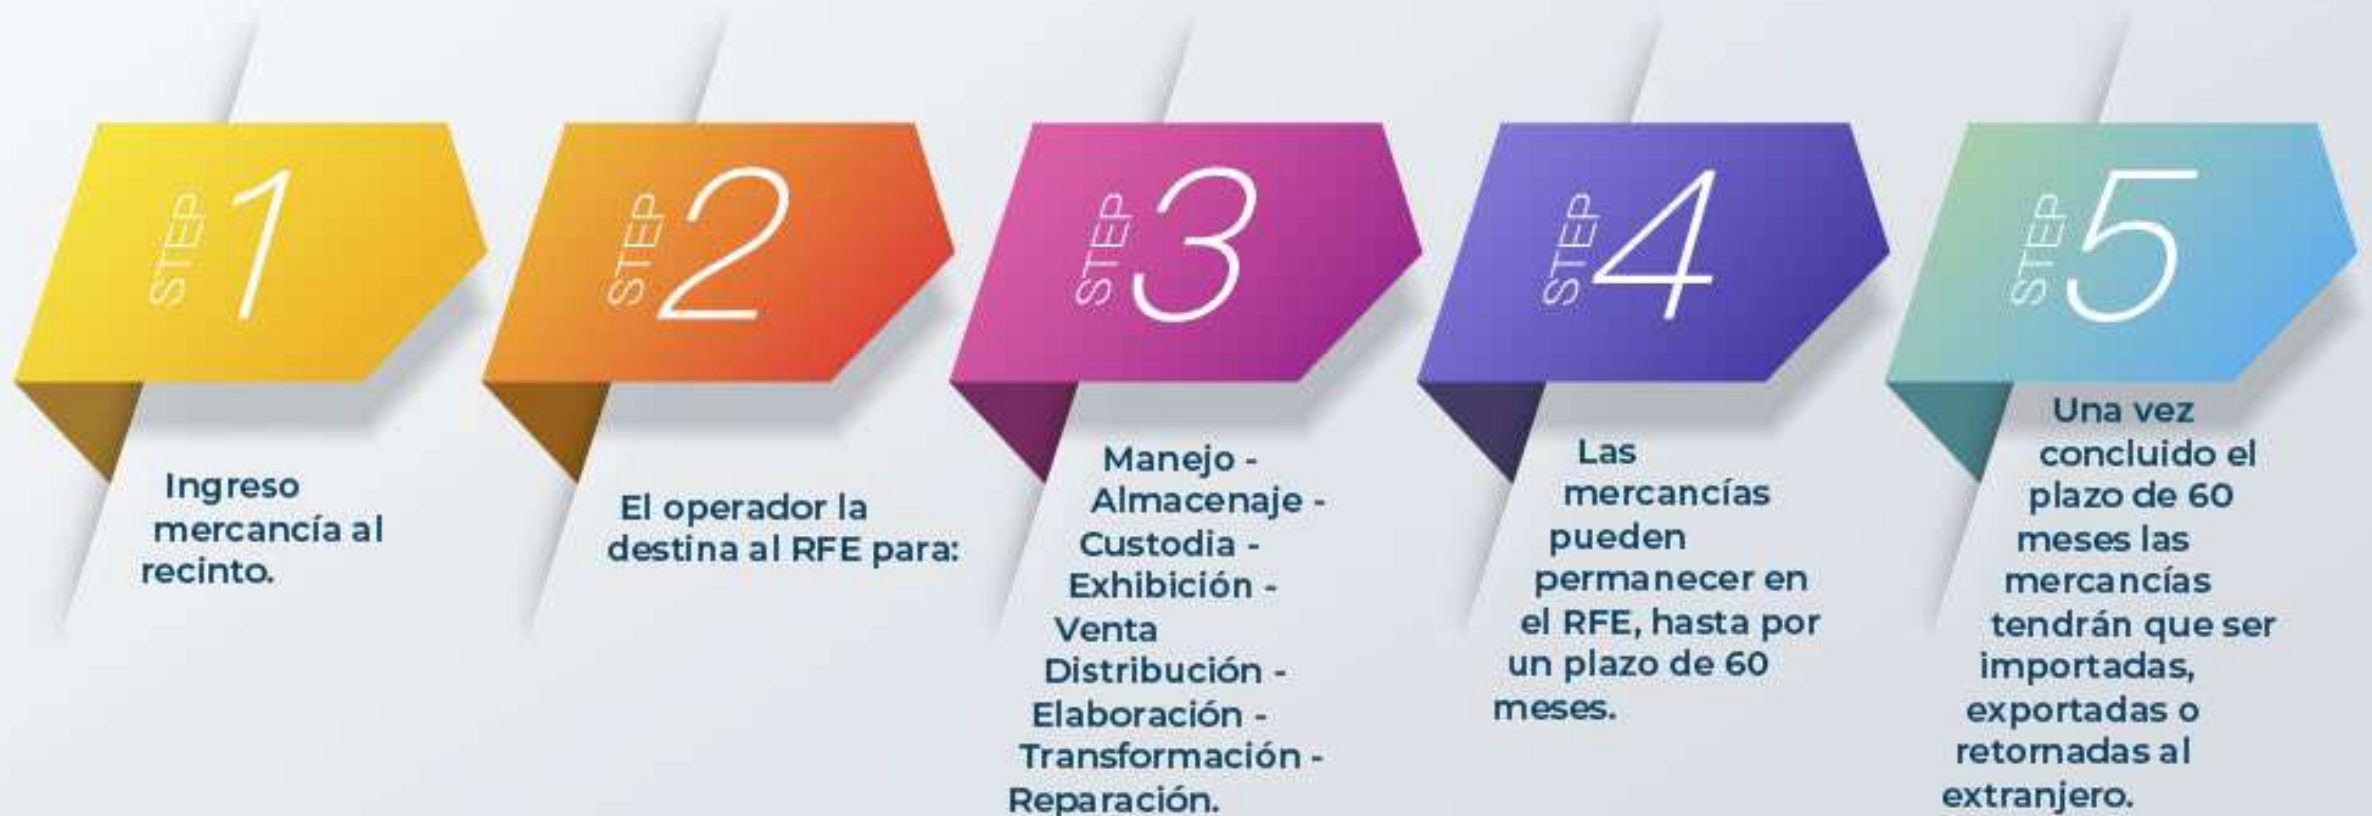 STEP 1
Ingreso
mercancía al
recinto.
STEP 2
El operador la
destina al RFE para:
STEP 3
Manejo -
Almacenaje -
Custodia -
Exhibición -
Venta
Distribución -
Elaboración -
Transformación -
Reparación.
STEP 4
Las
mercancías
pueden
permanecer en
el RFE, hasta por
un plazo de 60
meses.
STEP 5
Una vez
concluido el
plazo de 60
meses las
mercancías
tendrán que ser
importadas,
exportadas o
retornadas al
extranjero.